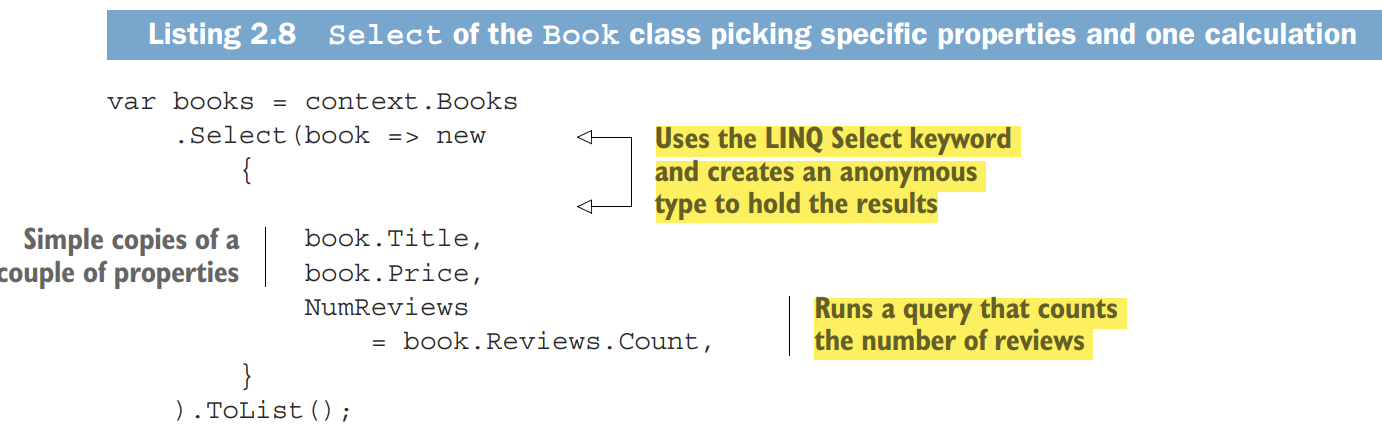 Listing 2.8 Select of the Book class picking specific properties and one calculation
var books = context.Books
.Select(book => new
{
Uses the LINQ Select keyword
and creates an anonymous
type to hold the results
Simple copies of a
couple of properties
book.Title,
book.Price,
NumReviews
= book.Reviews.Count,
Runs a query that counts
the number of reviews
}
).ToList();